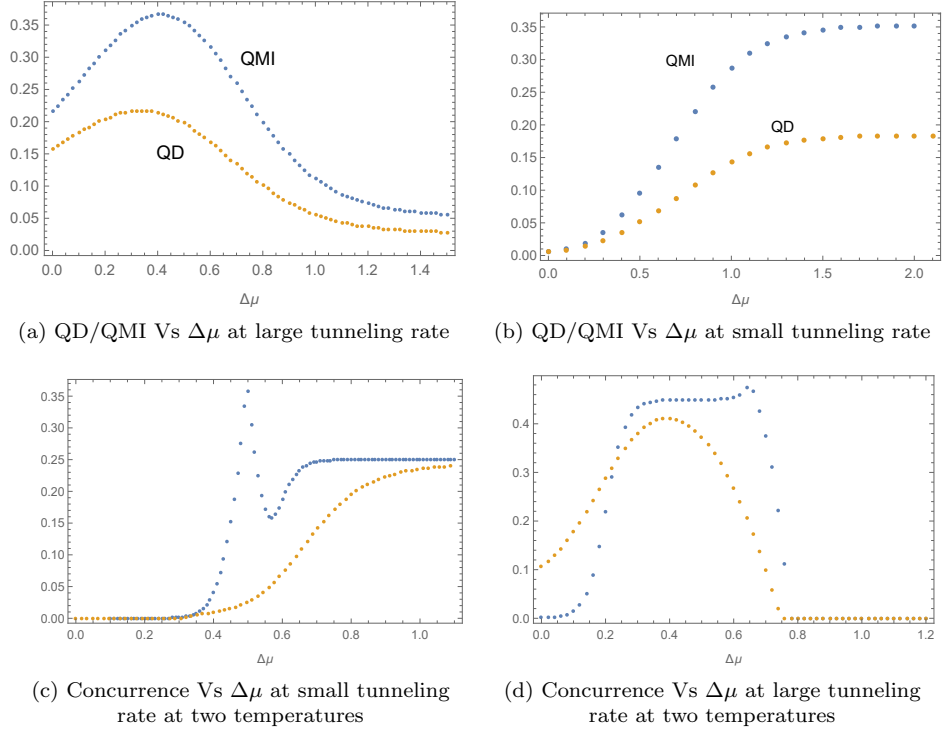 0.35
0.30
0.25
0.20
0.15
0.10
0.05
0.00
QMI
QD
0.0 0.2 0.4 0.6 0.8 1.0 1.2 1.4
Δμ
(a) QD/QMI Vs Δμ at large tunneling rate
0.35
0.30
0.25
0.20
0.15
0.10
0.05
0.00
QMI
QD
0.0 0.5 1.0 1.5 2.0
Δμ
(b) QD/QMI Vs Δμ at small tunneling rate
0.35
0.30
0.25
0.20
0.15
0.10
0.05
0.00
0.0 0.2 0.4 0.6 0.8 1.0
Δμ
(c) Concurrence Vs Δμ at small tunneling
rate at two temperatures
0.4
0.3
0.2
0.1
0.0
0.0 0.2 0.4 0.6 0.8 1.0 1.2
Δμ
(d) Concurrence Vs Δμ at large tunneling
rate at two temperatures